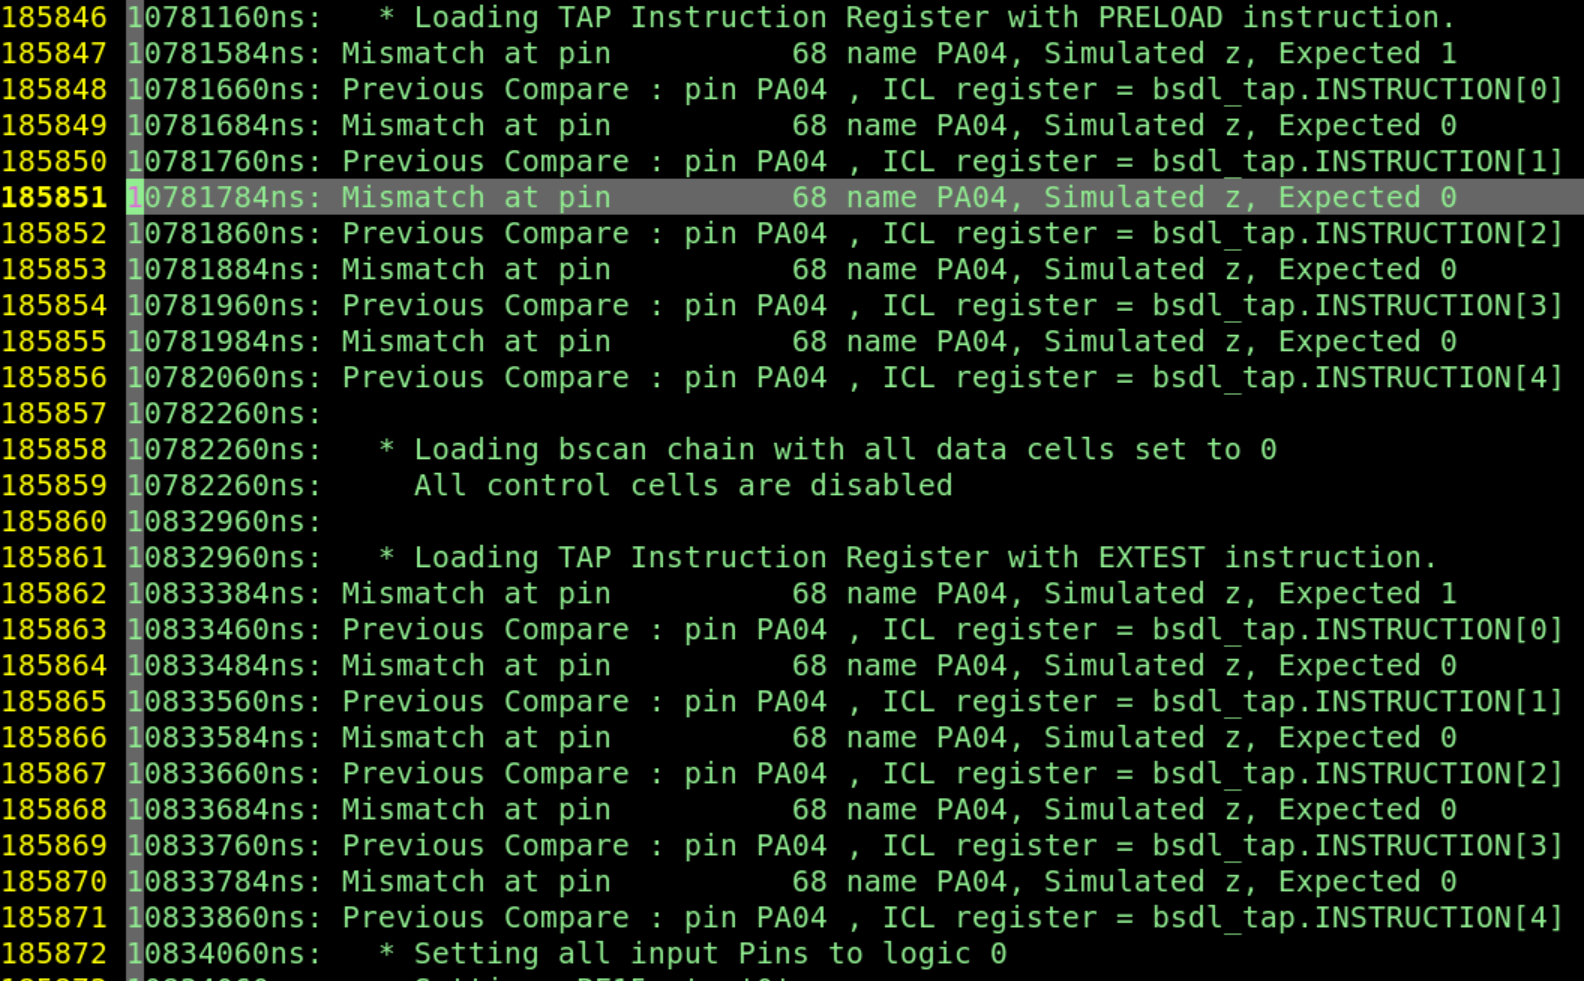 185846 10781160ns:   * Loading TAP Instruction Register with PRELOAD instruction.
185847 10781584ns: Mismatch at pin          68 name PA04, Simulated z, Expected 1
185848 10781660ns: Previous Compare : pin PA04 , ICL register = bsdl_tap.INSTRUCTION[0]
185849 10781684ns: Mismatch at pin          68 name PA04, Simulated z, Expected 0
185850 10781760ns: Previous Compare : pin PA04 , ICL register = bsdl_tap.INSTRUCTION[1]
185851 10781784ns: Mismatch at pin          68 name PA04, Simulated z, Expected 0
185852 10781860ns: Previous Compare : pin PA04 , ICL register = bsdl_tap.INSTRUCTION[2]
185853 10781884ns: Mismatch at pin          68 name PA04, Simulated z, Expected 0
185854 10781960ns: Previous Compare : pin PA04 , ICL register = bsdl_tap.INSTRUCTION[3]
185855 10781984ns: Mismatch at pin          68 name PA04, Simulated z, Expected 0
185856 10782060ns: Previous Compare : pin PA04 , ICL register = bsdl_tap.INSTRUCTION[4]
185857 10782260ns:
185858 10782260ns:   * Loading bscan chain with all data cells set to 0
185859 10782260ns:     All control cells are disabled
185860 10832960ns:
185861 10832960ns:   * Loading TAP Instruction Register with EXTEST instruction.
185862 10833384ns: Mismatch at pin          68 name PA04, Simulated z, Expected 1
185863 10833460ns: Previous Compare : pin PA04 , ICL register = bsdl_tap.INSTRUCTION[0]
185864 10833484ns: Mismatch at pin          68 name PA04, Simulated z, Expected 0
185865 10833560ns: Previous Compare : pin PA04 , ICL register = bsdl_tap.INSTRUCTION[1]
185866 10833584ns: Mismatch at pin          68 name PA04, Simulated z, Expected 0
185867 10833660ns: Previous Compare : pin PA04 , ICL register = bsdl_tap.INSTRUCTION[2]
185868 10833684ns: Mismatch at pin          68 name PA04, Simulated z, Expected 0
185869 10833760ns: Previous Compare : pin PA04 , ICL register = bsdl_tap.INSTRUCTION[3]
185870 10833784ns: Mismatch at pin          68 name PA04, Simulated z, Expected 0
185871 10833860ns: Previous Compare : pin PA04 , ICL register = bsdl_tap.INSTRUCTION[4]
185872 10834060ns:   * Setting all input Pins to logic 0